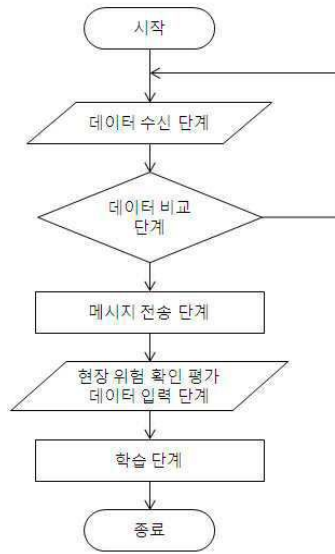 시작
데이터 수신 단계
데이터 비교
단계
메시지 전송 단계
현장 위험 확인 평가
데이터 입력 단계
학습 단계
종료